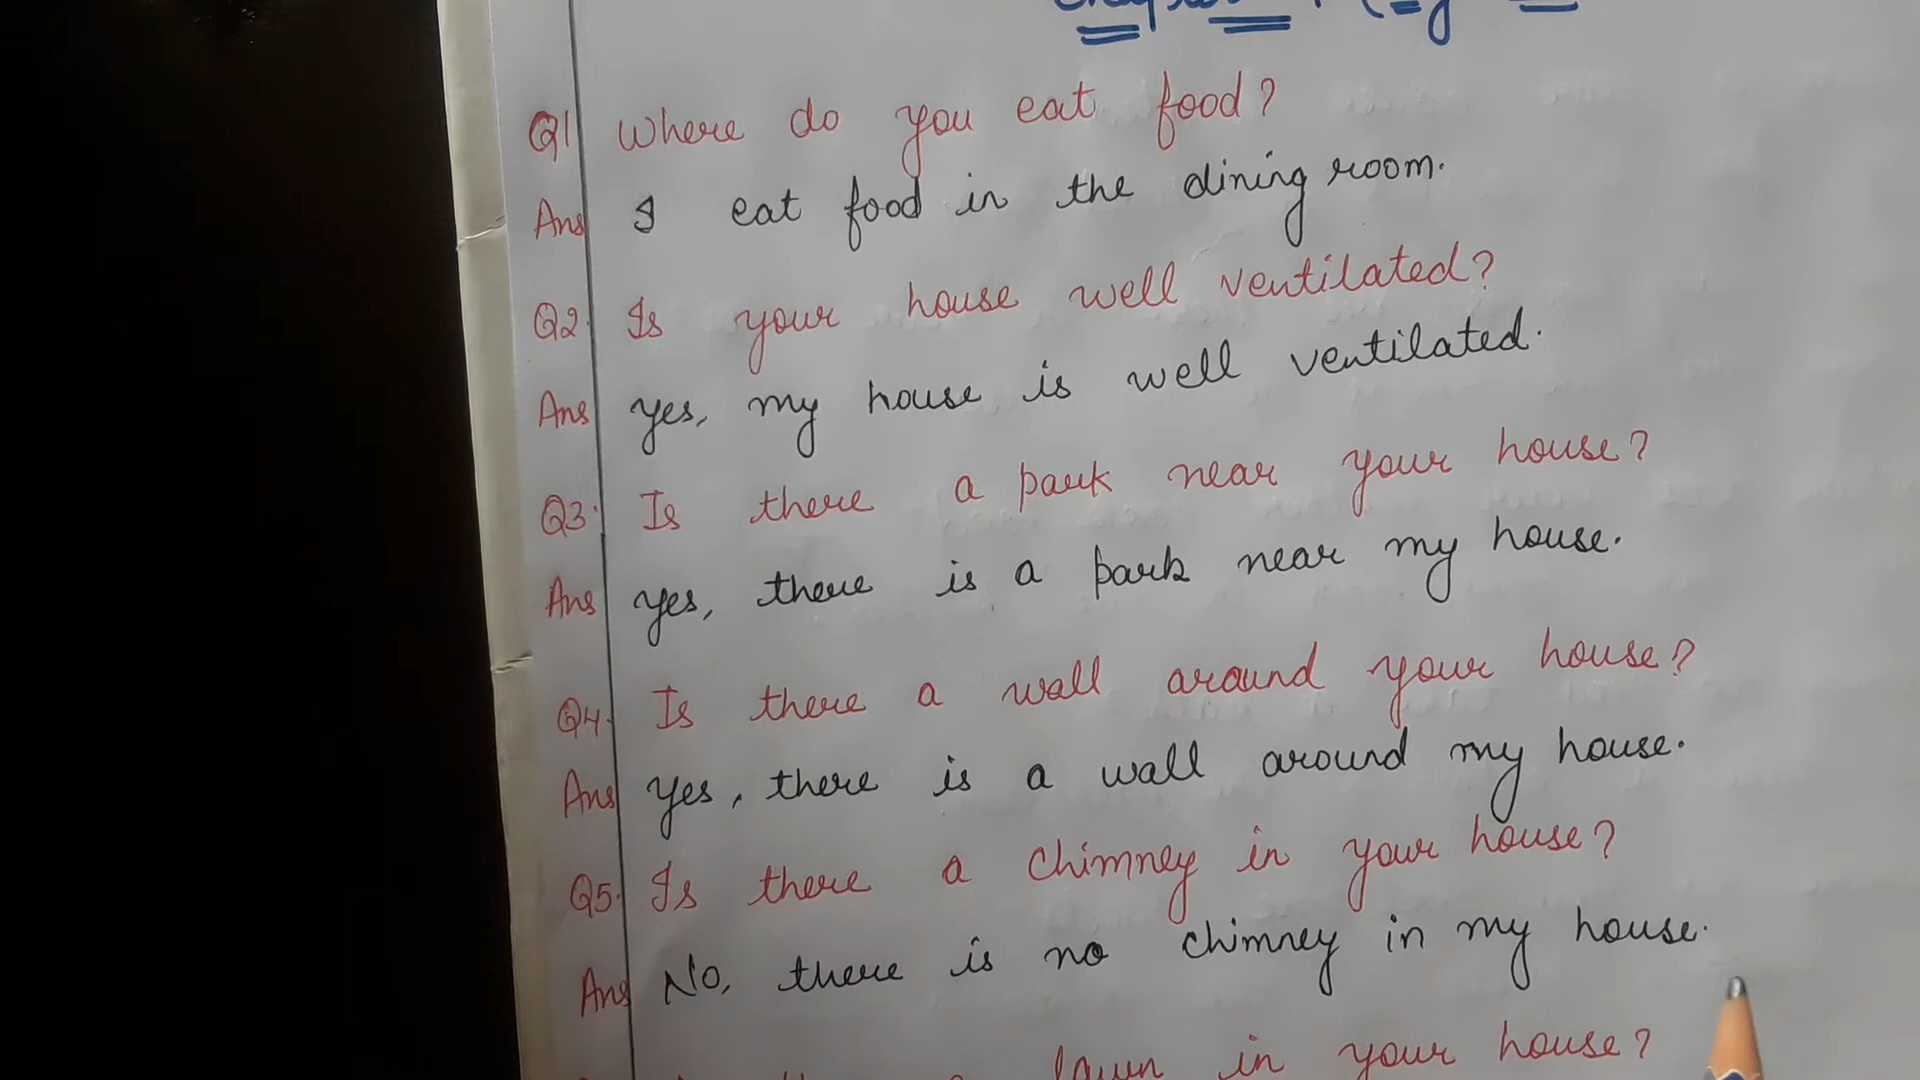 Chapter
Q1 Where do you eat food?
Ans I eat food in the dining room.
Q2. Is your house well ventilated?
Ans yes, my house is well ventilated.
Q3. Is there a park near your house?
Ans yes, there is a park near my house.
Q4. Is there a wall around your house?
Ans yes, there is a wall around my house.
Q5. Is there a chimney in your house?
Ans No, there is no chimney in my house.
lawn in your house?